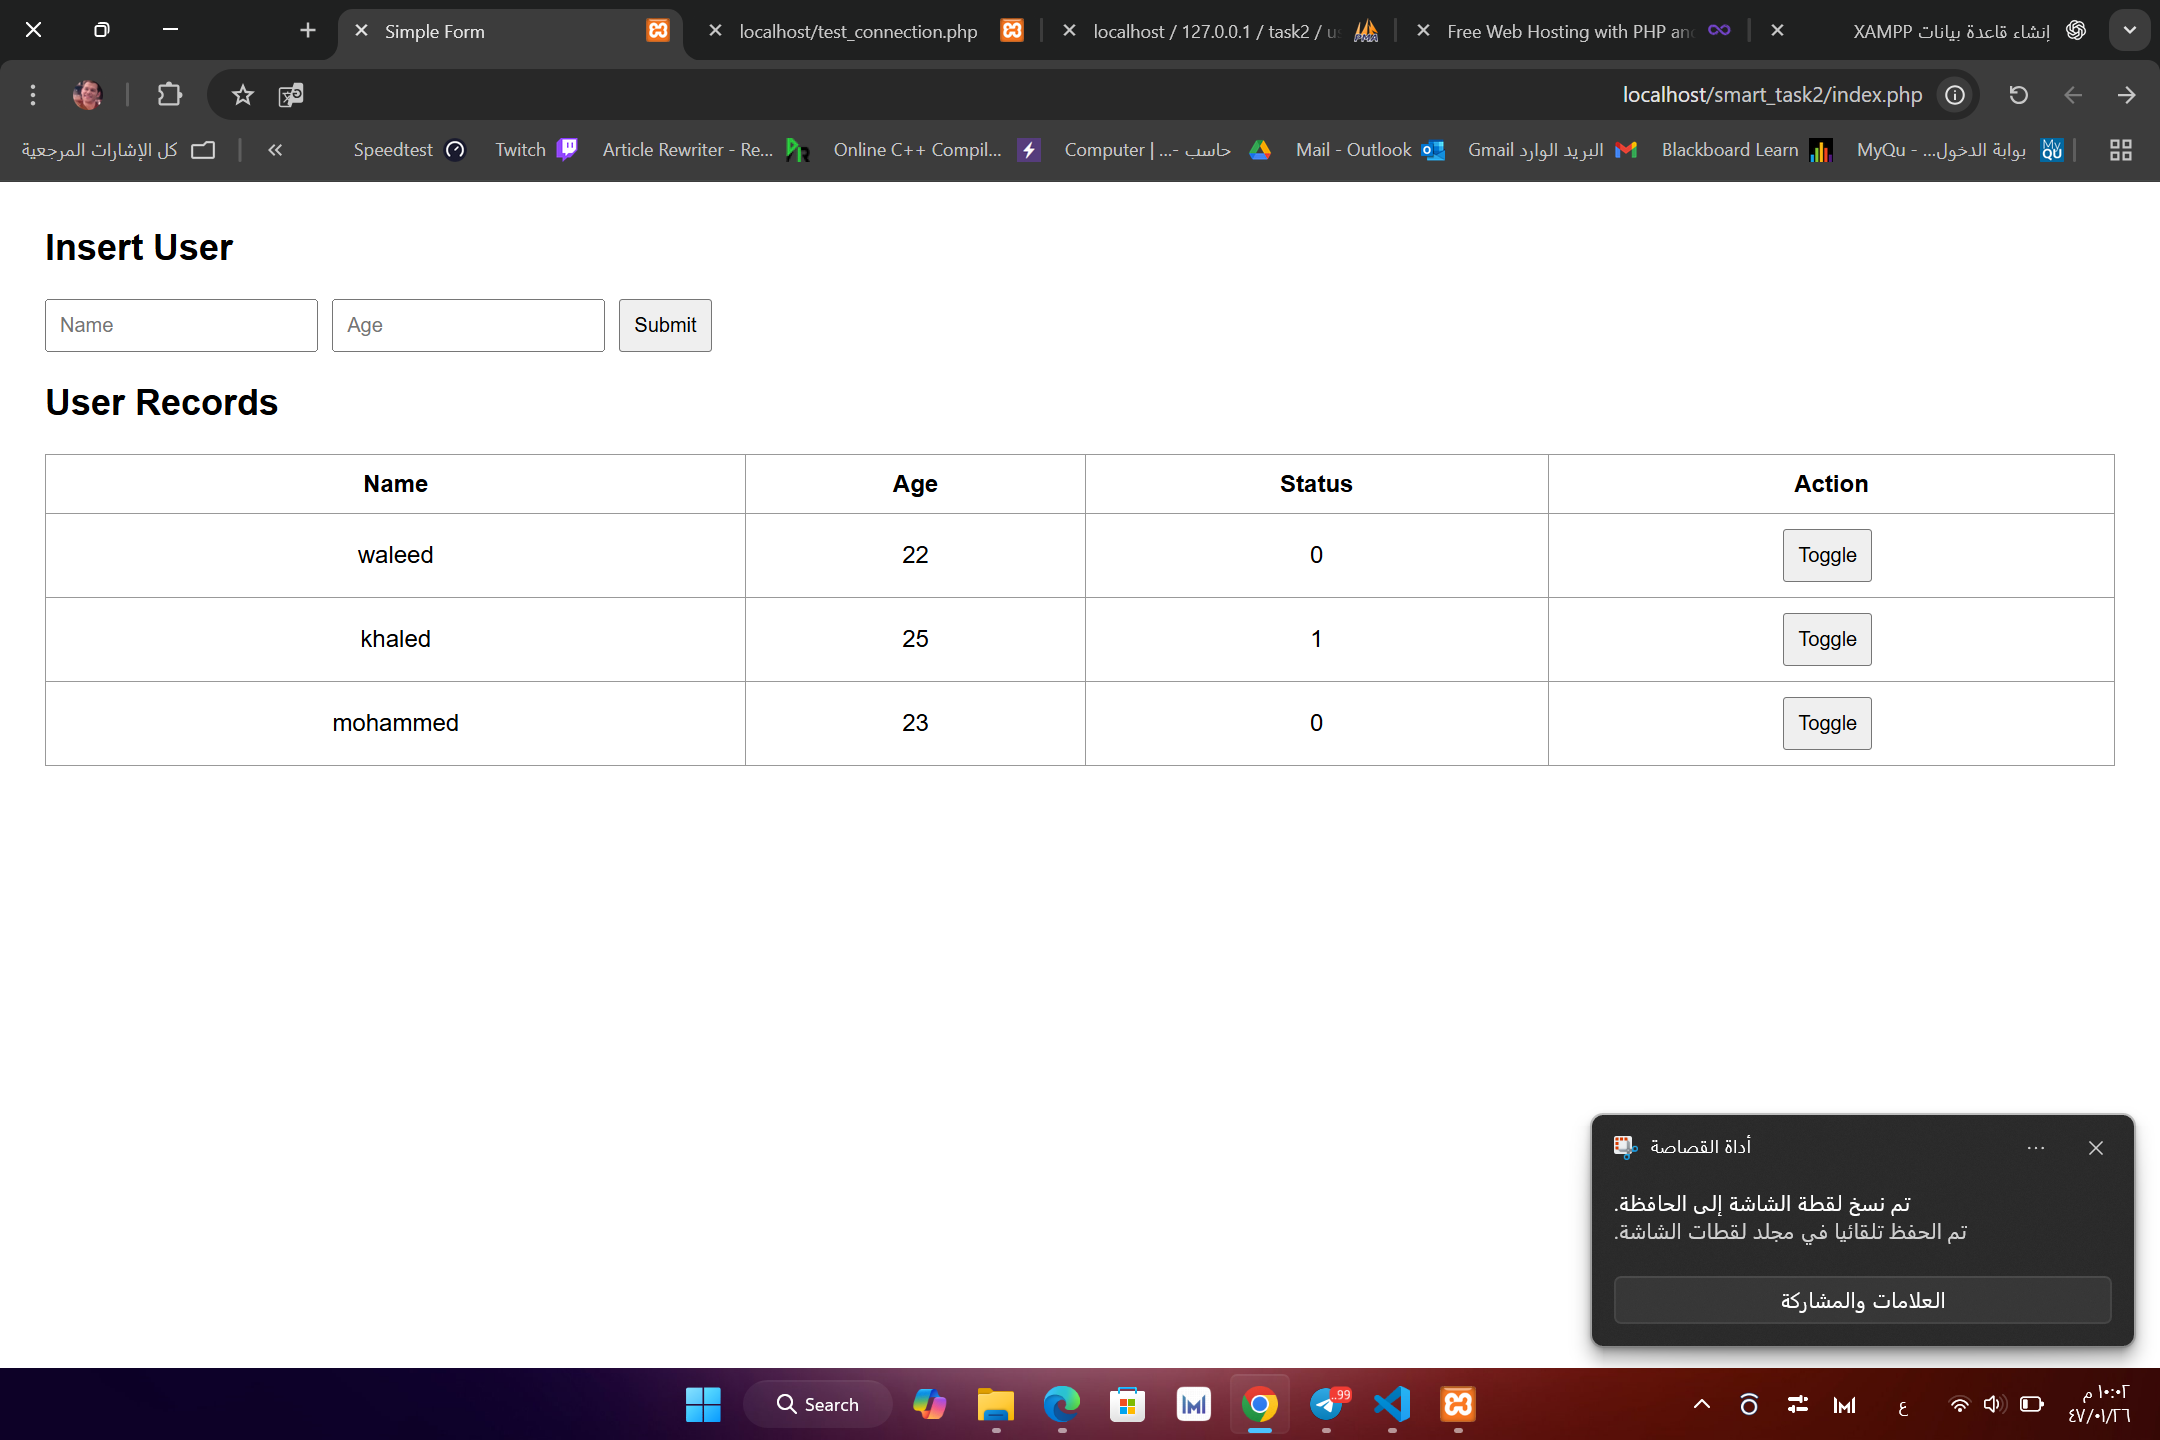 Simple Form
localhost/test_connection.php
localhost / 127.0.0.1 / task2 / u
Free Web Hosting with PHP an
إنشاء قاعدة بيانات XAMPP
localhost/smart_task2/index.php
كل الإشارات المرجعية
Speedtest
Twitch
Article Rewriter - Re...
Online C++ Compil...
Computer | ...- حاسب
Mail - Outlook
البريد الوارد Gmail
Blackboard Learn
MyQu - ...بوابة الدخول
Insert User
Name
Age
Submit
User Records
Name Age Status Action
waleed 22 0 Toggle
khaled 25 1 Toggle
mohammed 23 0 Toggle
أداة القصاصة
تم نسخ لقطة الشاشة إلى الحافظة.
تم الحفظ تلقائيا في مجلد لقطات الشاشة.
العلامات والمشاركة
Search
..99
ع
١٠:٠٢ م
٤٧/٠١/٢٦